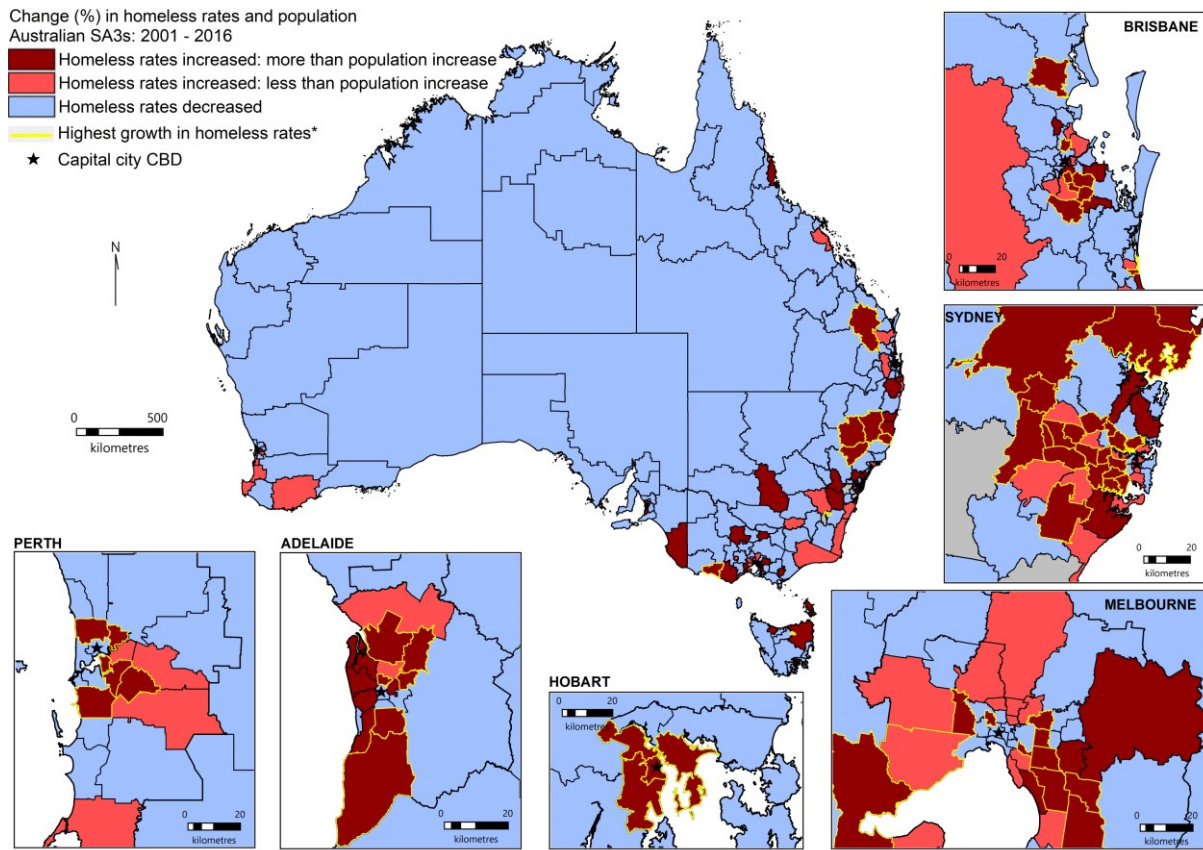 Change (%) in homeless rates and population
Australian SA3s: 2001 - 2016
Homeless rates increased: more than population increase
Homeless rates increased: less than population increase
Homeless rates decreased
Highest growth in homeless rates*
★ Capital city CBD
N
0 500
kilometres
BRISBANE
0 20
kilometres
SYDNEY
0 20
kilometres
PERTH
0 20
kilometres
ADELAIDE
0 20
kilometres
HOBART
0 20
kilometres
MELBOURNE
0 20
kilometres